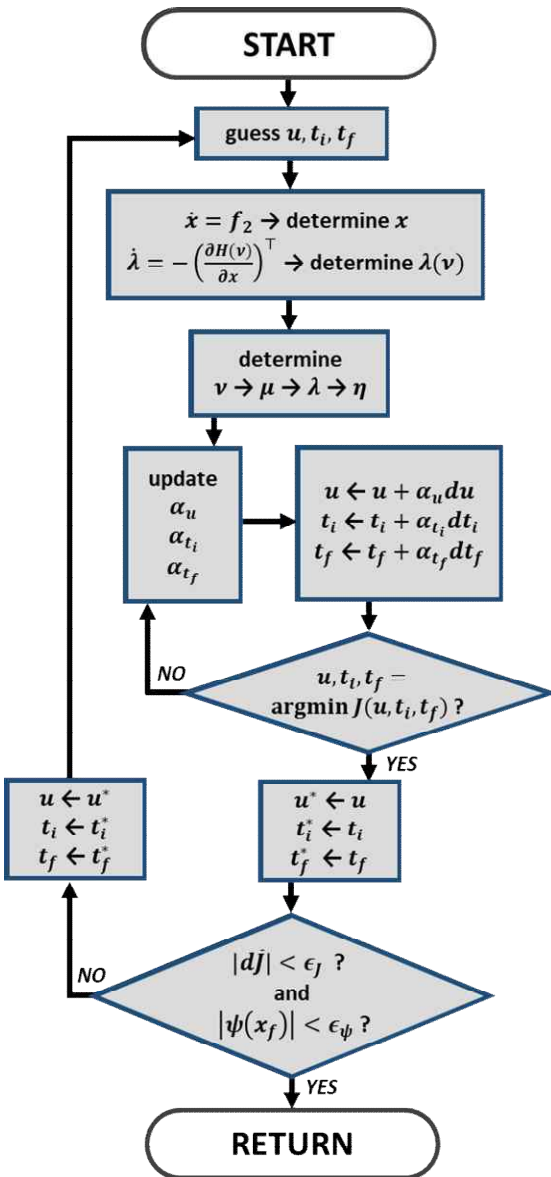 START
guess u, t_i, t_f
ẋ = f_2 → determine x
λ̇ = −(∂H(ν)/∂x)^⊤ → determine λ(ν)
determine
ν → μ → λ → η
update
α_u
α_{t_i}
α_{t_f}
u ← u + α_u du
t_i ← t_i + α_{t_i} dt_i
t_f ← t_f + α_{t_f} dt_f
NO
u, t_i, t_f =
argmin J(u, t_i, t_f) ?
YES
u ← u*
t_i ← t_i*
t_f ← t_f*
u* ← u
t_i* ← t_i
t_f* ← t_f
NO
|dJ̄| < ϵ_J ?
and
|ψ(x_f)| < ϵ_ψ ?
YES
RETURN